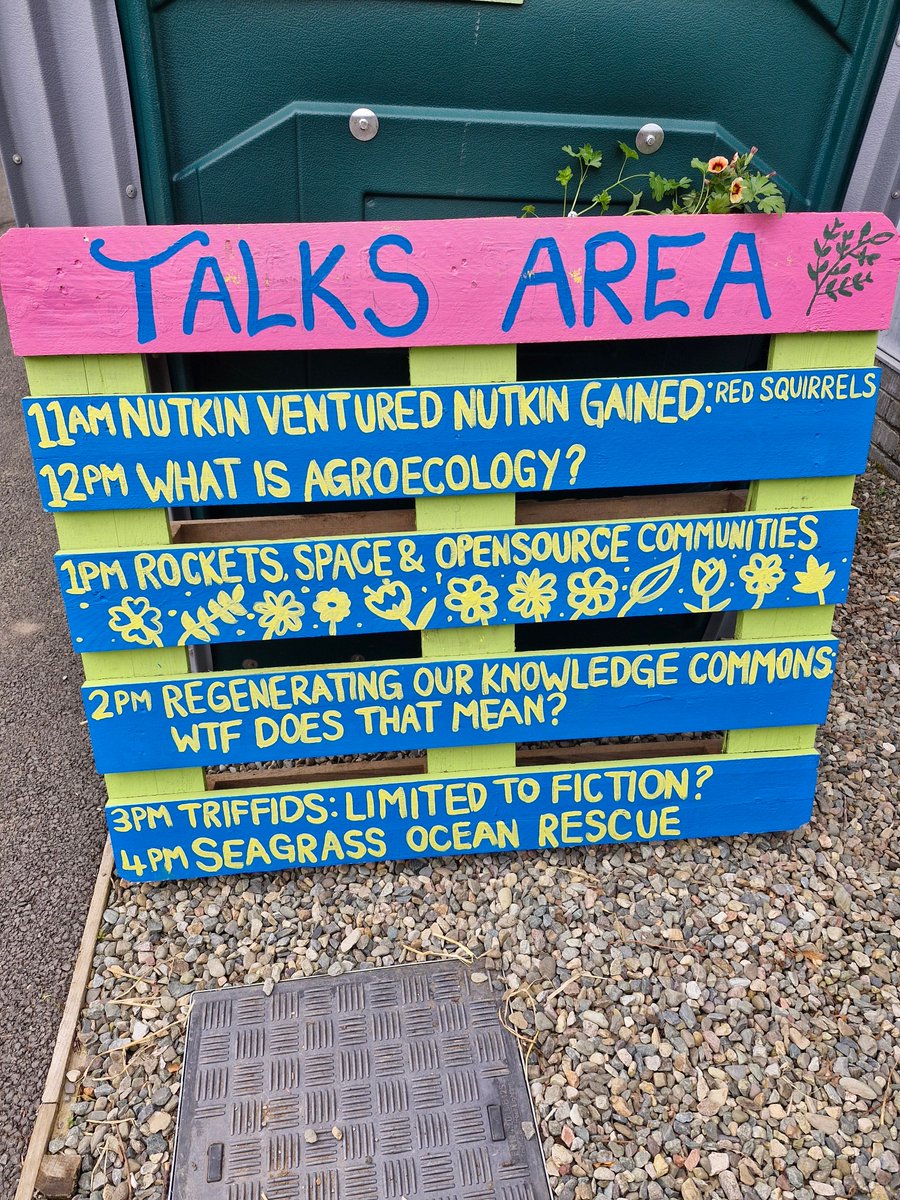 TALKS AREA
11AM NUTKIN VENTURED NUTKIN GAINED: RED SQUIRRELS
12PM WHAT IS AGROECOLOGY?
1PM ROCKETS, SPACE & OPENSOURCE COMMUNITIES
2PM REGENERATING OUR KNOWLEDGE COMMONS:
WTF DOES THAT MEAN?
3PM TRIFFIDS: LIMITED TO FICTION?
4PM SEAGRASS OCEAN RESCUE